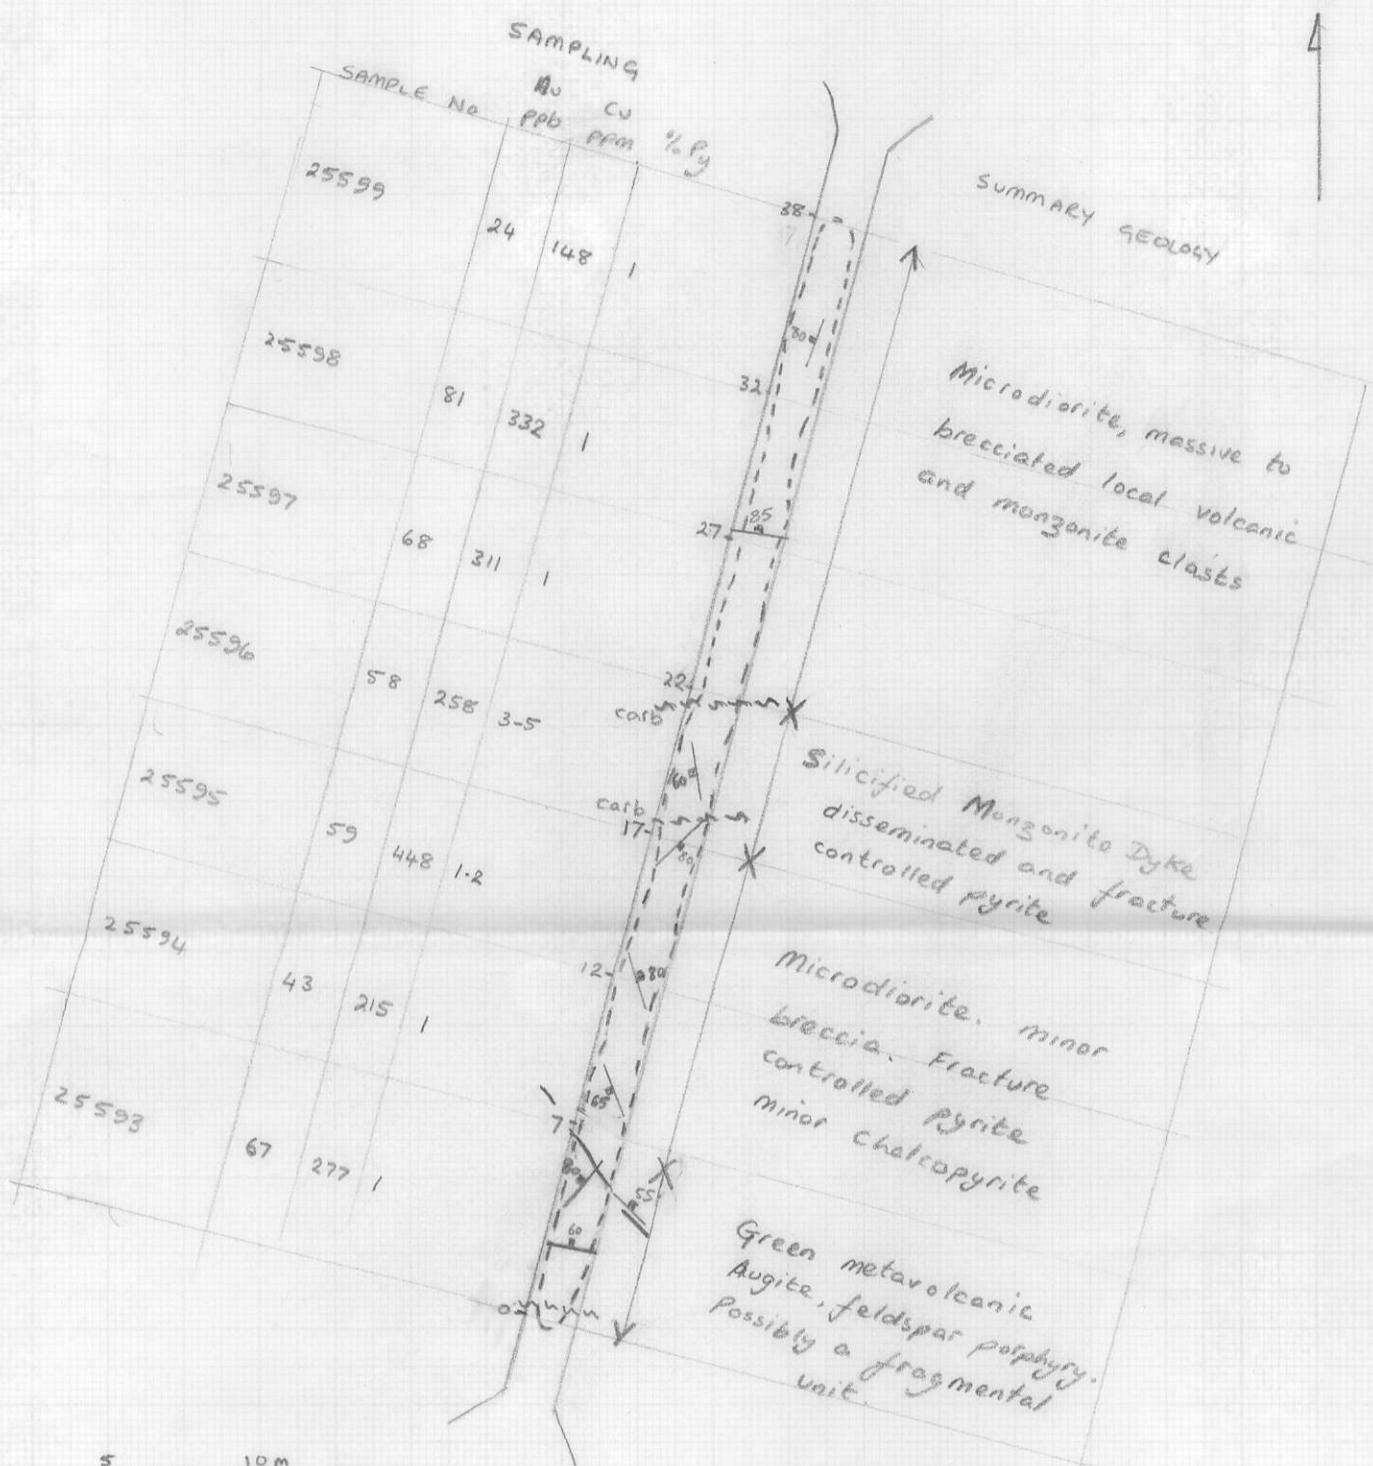 SAMPLING
SAMPLE No Au ppb Cu ppm % Py
25599 24 148 1
25598 81 332 1
25597 68 311 1
25596 58 258 3-5
25595 59 448 1-2
25594 43 215 1
25593 67 277 1
38
80
32
85
27
22
carb
60
carb
17
80
12
80
65
7
80
55
60
0
SUMMARY GEOLOGY
Microdiorite, massive to
brecciated local volcanic
and monzonite clasts
Silicified Monzonite Dyke
disseminated and fracture
controlled pyrite
Microdiorite. minor
breccia. Fracture
controlled pyrite
minor Chalcopyrite
Green metavolcanic
Augite, feldspar porphyry.
Possibly a fragmental
unit.
5 10m